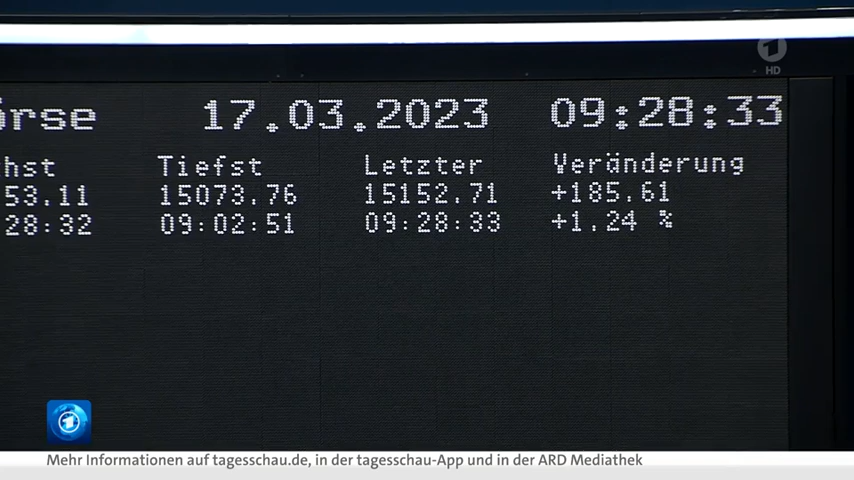 HD
örse 17.03.2023 09:28:33
hst Tiefst Letzter Veränderung
53.11 15073.76 15152.71 +185.61
28:32 09:02:51 09:28:33 +1.24 %
Mehr Informationen auf tagesschau.de, in der tagesschau-App und in der ARD Mediathek